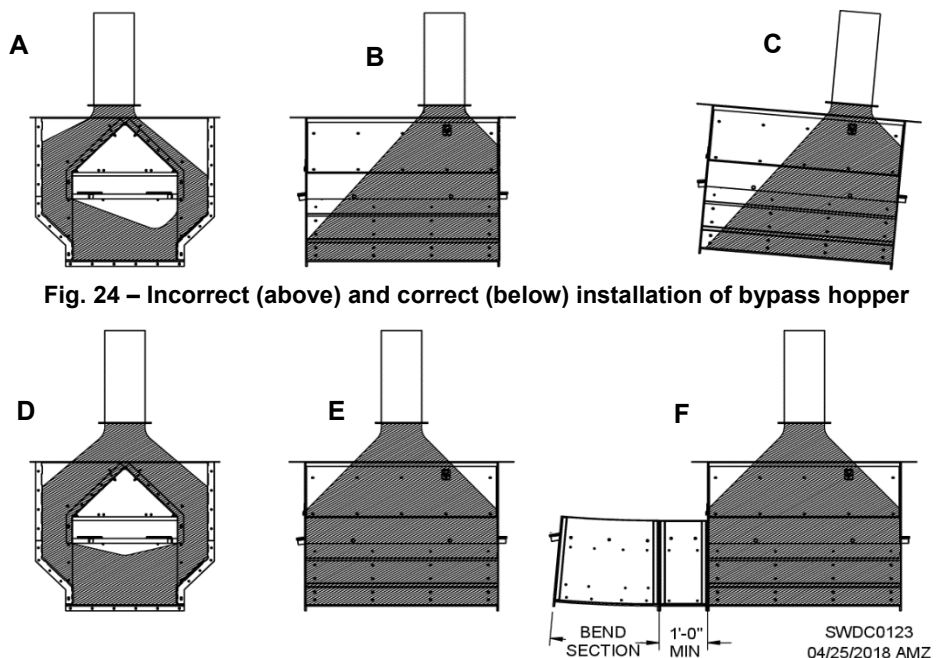 A
B
C
Fig. 24 – Incorrect (above) and correct (below) installation of bypass hopper
D
E
F
BEND
SECTION
1'-0"
MIN
SWDC0123
04/25/2018 AMZ